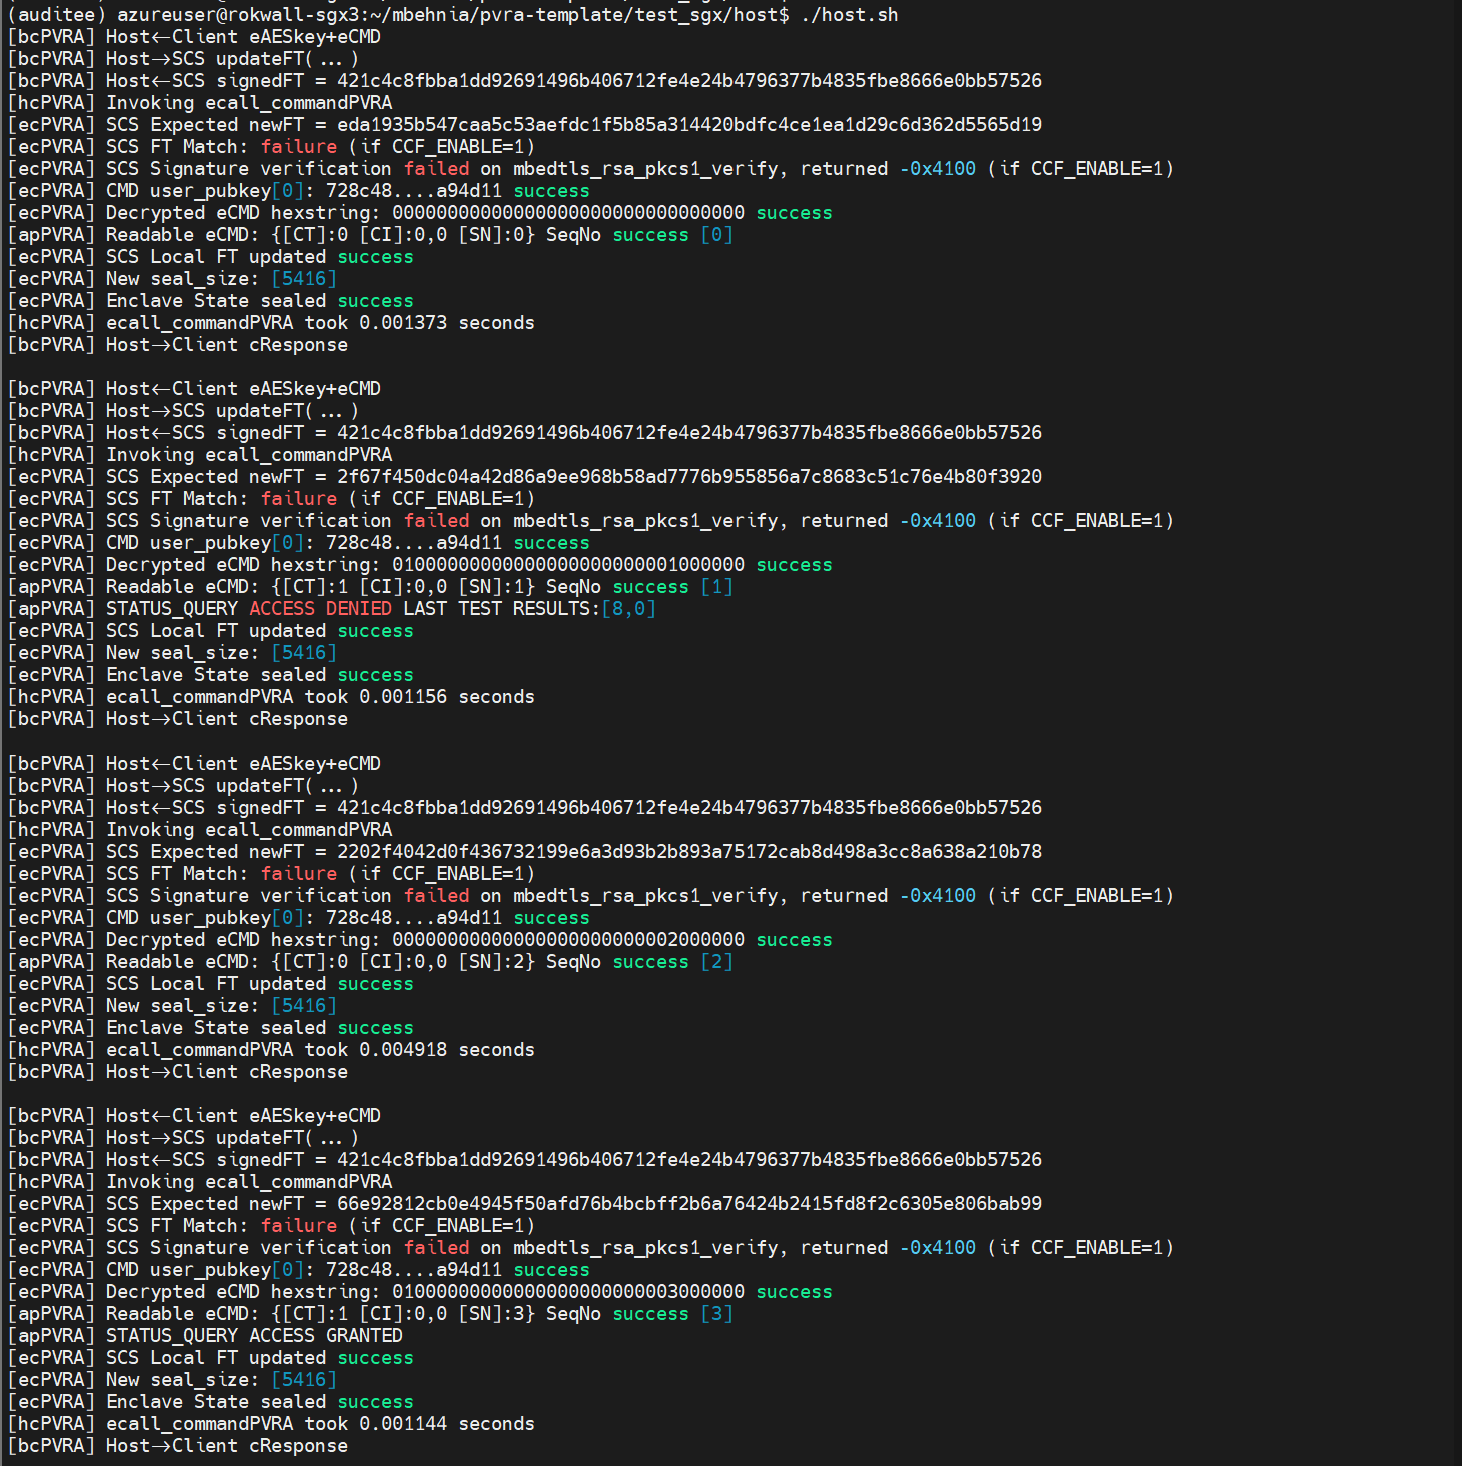 (auditee) azureuser@rokwall-sgx3:~/mbehnia/pvra-template/test_sgx/host$ ./host.sh
[bcPVRA] Host←Client eAESkey+eCMD
[bcPVRA] Host→SCS updateFT(...)
[bcPVRA] Host←SCS signedFT = 421c4c8fbba1dd92691496b406712fe4e24b4796377b4835fbe8666e0bb57526
[hcPVRA] Invoking ecall_commandPVRA
[ecPVRA] SCS Expected newFT = eda1935b547caa5c53aefdc1f5b85a314420bdfc4ce1ea1d29c6d362d5565d19
[ecPVRA] SCS FT Match: failure (if CCF_ENABLE=1)
[ecPVRA] SCS Signature verification failed on mbedtls_rsa_pkcs1_verify, returned -0x4100 (if CCF_ENABLE=1)
[ecPVRA] CMD user_pubkey[0]: 728c48....a94d11 success
[ecPVRA] Decrypted eCMD hexstring: 00000000000000000000000000000000 success
[apPVRA] Readable eCMD: {[CT]:0 [CI]:0,0 [SN]:0} SeqNo success [0]
[ecPVRA] SCS Local FT updated success
[ecPVRA] New seal_size: [5416]
[ecPVRA] Enclave State sealed success
[hcPVRA] ecall_commandPVRA took 0.001373 seconds
[bcPVRA] Host→Client cResponse
[bcPVRA] Host←Client eAESkey+eCMD
[bcPVRA] Host→SCS updateFT(...)
[bcPVRA] Host←SCS signedFT = 421c4c8fbba1dd92691496b406712fe4e24b4796377b4835fbe8666e0bb57526
[hcPVRA] Invoking ecall_commandPVRA
[ecPVRA] SCS Expected newFT = 2f67f450dc04a42d86a9ee968b58ad7776b955856a7c8683c51c76e4b80f3920
[ecPVRA] SCS FT Match: failure (if CCF_ENABLE=1)
[ecPVRA] SCS Signature verification failed on mbedtls_rsa_pkcs1_verify, returned -0x4100 (if CCF_ENABLE=1)
[ecPVRA] CMD user_pubkey[0]: 728c48....a94d11 success
[ecPVRA] Decrypted eCMD hexstring: 01000000000000000000000001000000 success
[apPVRA] Readable eCMD: {[CT]:1 [CI]:0,0 [SN]:1} SeqNo success [1]
[apPVRA] STATUS_QUERY ACCESS DENIED LAST TEST RESULTS:[8,0]
[ecPVRA] SCS Local FT updated success
[ecPVRA] New seal_size: [5416]
[ecPVRA] Enclave State sealed success
[hcPVRA] ecall_commandPVRA took 0.001156 seconds
[bcPVRA] Host→Client cResponse
[bcPVRA] Host←Client eAESkey+eCMD
[bcPVRA] Host→SCS updateFT(...)
[bcPVRA] Host←SCS signedFT = 421c4c8fbba1dd92691496b406712fe4e24b4796377b4835fbe8666e0bb57526
[hcPVRA] Invoking ecall_commandPVRA
[ecPVRA] SCS Expected newFT = 2202f4042d0f436732199e6a3d93b2b893a75172cab8d498a3cc8a638a210b78
[ecPVRA] SCS FT Match: failure (if CCF_ENABLE=1)
[ecPVRA] SCS Signature verification failed on mbedtls_rsa_pkcs1_verify, returned -0x4100 (if CCF_ENABLE=1)
[ecPVRA] CMD user_pubkey[0]: 728c48....a94d11 success
[ecPVRA] Decrypted eCMD hexstring: 00000000000000000000000002000000 success
[apPVRA] Readable eCMD: {[CT]:0 [CI]:0,0 [SN]:2} SeqNo success [2]
[ecPVRA] SCS Local FT updated success
[ecPVRA] New seal_size: [5416]
[ecPVRA] Enclave State sealed success
[hcPVRA] ecall_commandPVRA took 0.004918 seconds
[bcPVRA] Host→Client cResponse
[bcPVRA] Host←Client eAESkey+eCMD
[bcPVRA] Host→SCS updateFT(...)
[bcPVRA] Host←SCS signedFT = 421c4c8fbba1dd92691496b406712fe4e24b4796377b4835fbe8666e0bb57526
[hcPVRA] Invoking ecall_commandPVRA
[ecPVRA] SCS Expected newFT = 66e92812cb0e4945f50afd76b4bcbff2b6a76424b2415fd8f2c6305e806bab99
[ecPVRA] SCS FT Match: failure (if CCF_ENABLE=1)
[ecPVRA] SCS Signature verification failed on mbedtls_rsa_pkcs1_verify, returned -0x4100 (if CCF_ENABLE=1)
[ecPVRA] CMD user_pubkey[0]: 728c48....a94d11 success
[ecPVRA] Decrypted eCMD hexstring: 01000000000000000000000003000000 success
[apPVRA] Readable eCMD: {[CT]:1 [CI]:0,0 [SN]:3} SeqNo success [3]
[apPVRA] STATUS_QUERY ACCESS GRANTED
[ecPVRA] SCS Local FT updated success
[ecPVRA] New seal_size: [5416]
[ecPVRA] Enclave State sealed success
[hcPVRA] ecall_commandPVRA took 0.001144 seconds
[bcPVRA] Host→Client cResponse